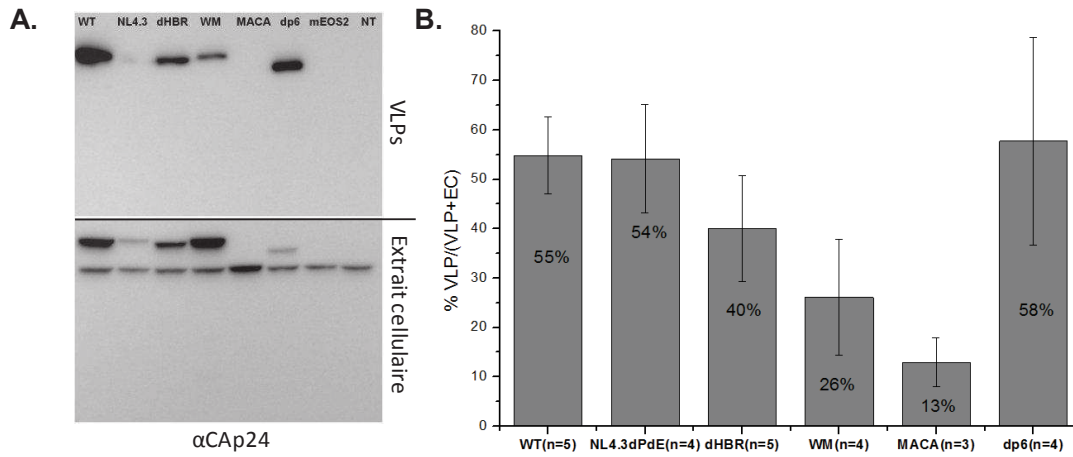 A.
WT NL4.3 dHBR WM MACA dp6 mEOS2 NT
VLPs
Extrait cellulaire
αCAp24
B.
% VLP/(VLP+EC)
80
70
60
50
40
30
20
10
0
55%
54%
40%
26%
13%
58%
WT(n=5) NL4.3dPdE(n=4) dHBR(n=5) WM(n=4) MACA(n=3) dp6(n=4)